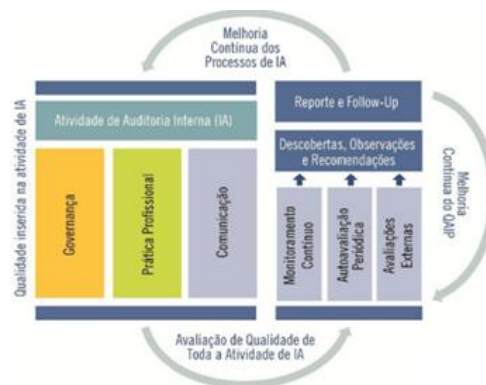 Melhoria
Contínua dos
Processos de IA
Qualidade inserida na atividade de IA
Atividade de Auditoria Interna (IA)
Governança
Prática Profissional
Comunicação
Reporte e Follow-Up
Descobertas, Observações
e Recomendações
Monitoramento
Contínuo
Autoavaliação
Periódica
Avaliações
Externas
Melhoria
Contínua do QAIP
Avaliação de Qualidade de
Toda a Atividade de IA